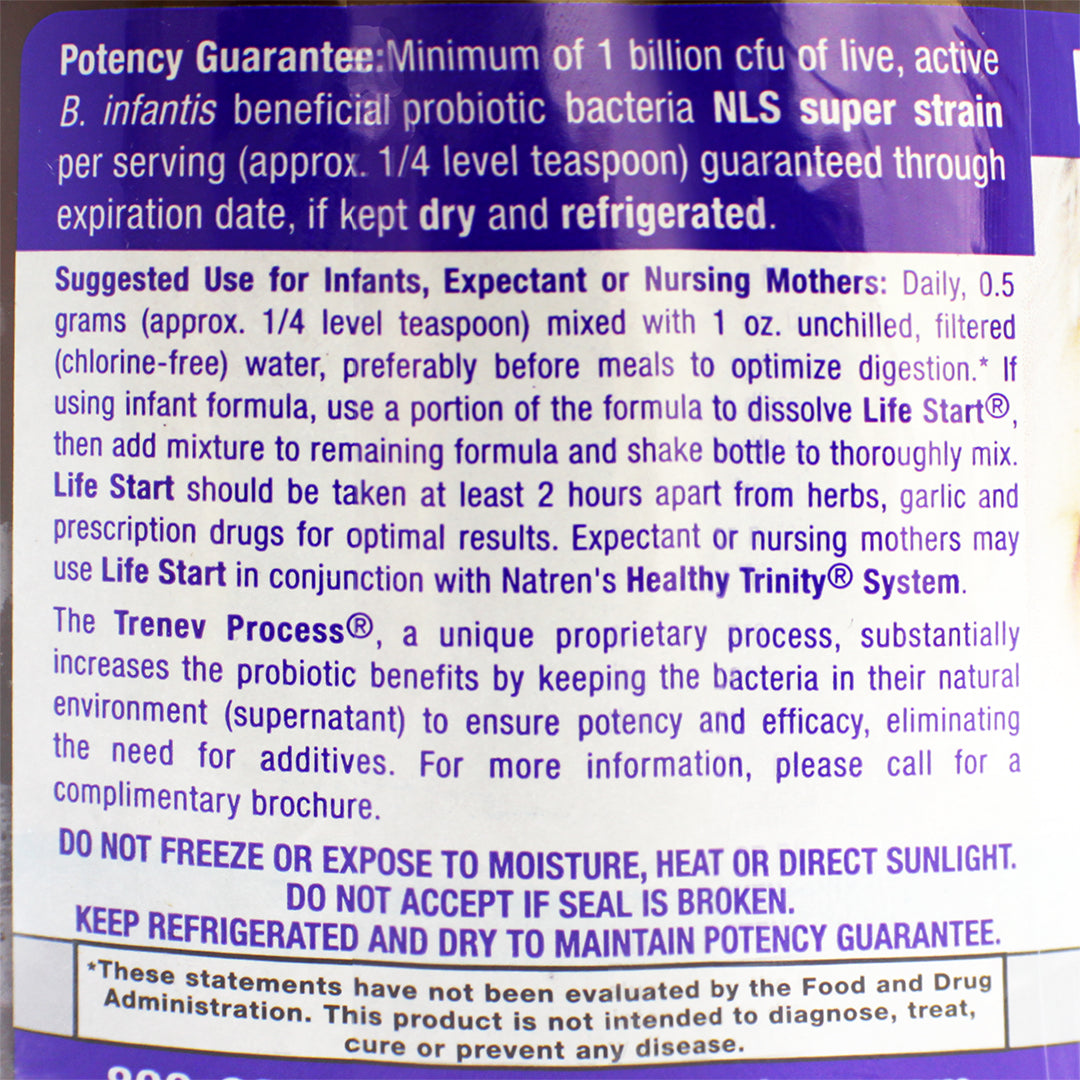 Potency Guarantee: Minimum of 1 billion cfu of live, active
B. infantis beneficial probiotic bacteria NLS super strain
per serving (approx. 1/4 level teaspoon) guaranteed through
expiration date, if kept dry and refrigerated.
Suggested Use for Infants, Expectant or Nursing Mothers: Daily, 0.5
grams (approx. 1/4 level teaspoon) mixed with 1 oz. unchilled, filtered
(chlorine-free) water, preferably before meals to optimize digestion.* If
using infant formula, use a portion of the formula to dissolve Life Start®,
then add mixture to remaining formula and shake bottle to thoroughly mix.
Life Start should be taken at least 2 hours apart from herbs, garlic and
prescription drugs for optimal results. Expectant or nursing mothers may
use Life Start in conjunction with Natren's Healthy Trinity® System.
The Trenev Process®, a unique proprietary process, substantially
increases the probiotic benefits by keeping the bacteria in their natural
environment (supernatant) to ensure potency and efficacy, eliminating
the need for additives. For more information, please call for a
complimentary brochure.
DO NOT FREEZE OR EXPOSE TO MOISTURE, HEAT OR DIRECT SUNLIGHT.
DO NOT ACCEPT IF SEAL IS BROKEN.
KEEP REFRIGERATED AND DRY TO MAINTAIN POTENCY GUARANTEE.
*These statements have not been evaluated by the Food and Drug
Administration. This product is not intended to diagnose, treat,
cure or prevent any disease.